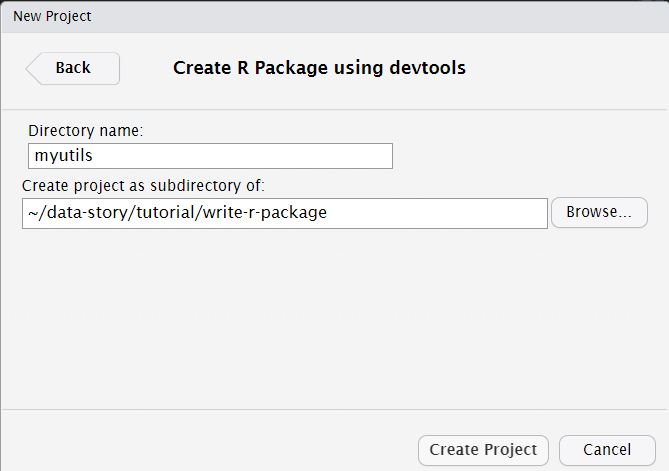 New Project
Back
Create R Package using devtools
Directory name:
myutils
Create project as subdirectory of:
~/data-story/tutorial/write-r-package
Browse...
Create Project
Cancel